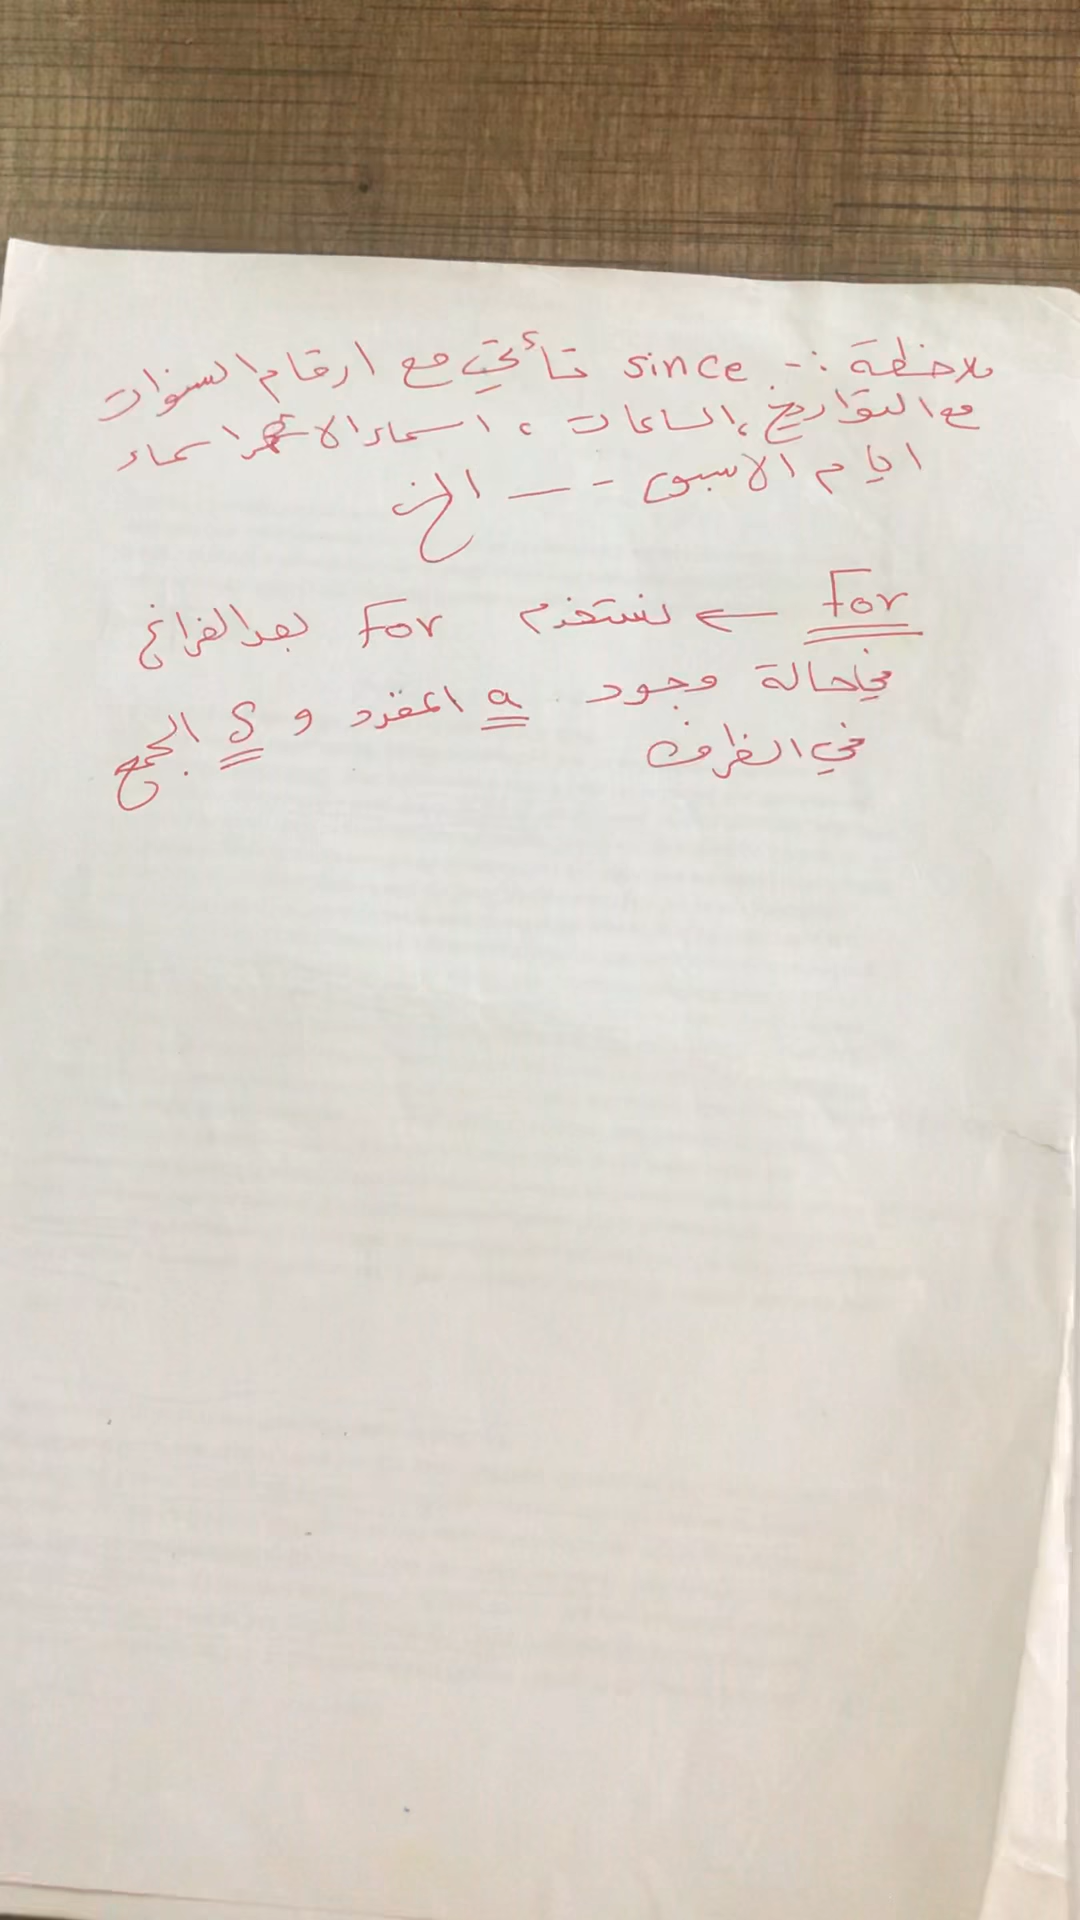 ملاحظة :- since تأتي مع ارقام السنوات
مع التواريخ ، الساعات ، اسماء الاشهر اسماء
ايام الاسبوع - — الخ
For ← نستخدم For بعد الفراغ
في حالة وجود a المفرد و S الجمع
في الظرف